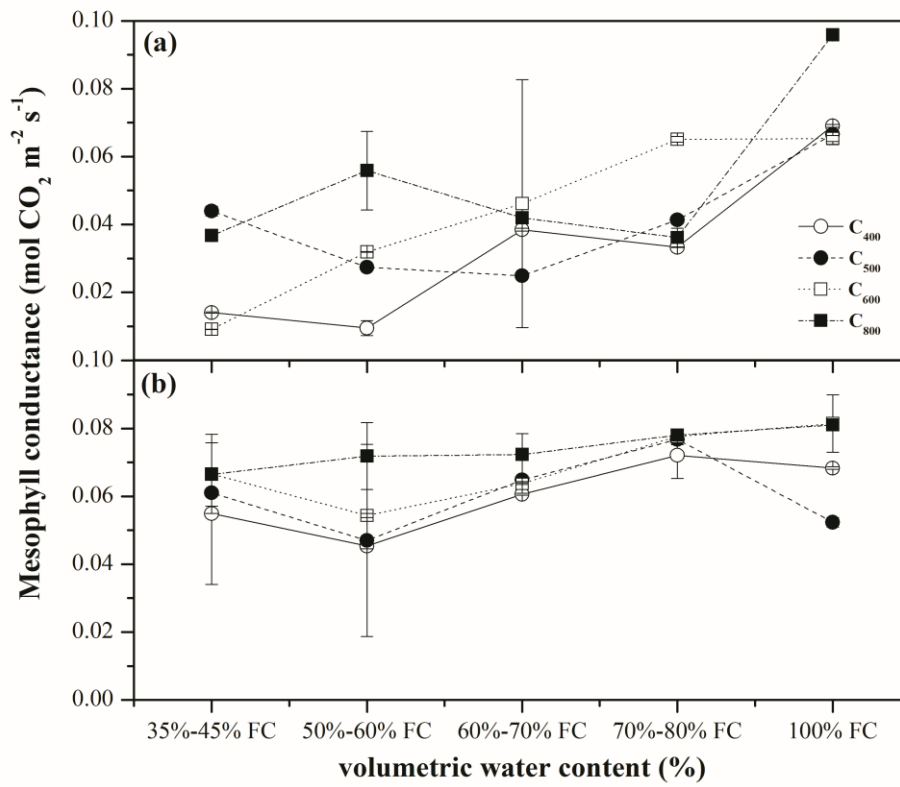 0.10
(a)
0.08
0.06
0.04
0.02
C400
C500
C600
C800
0.10
(b)
0.08
0.06
0.04
0.02
0.00
Mesophyll conductance (mol CO2 m-2 s-1)
35%-45% FC 50%-60% FC 60%-70% FC 70%-80% FC 100% FC
volumetric water content (%)